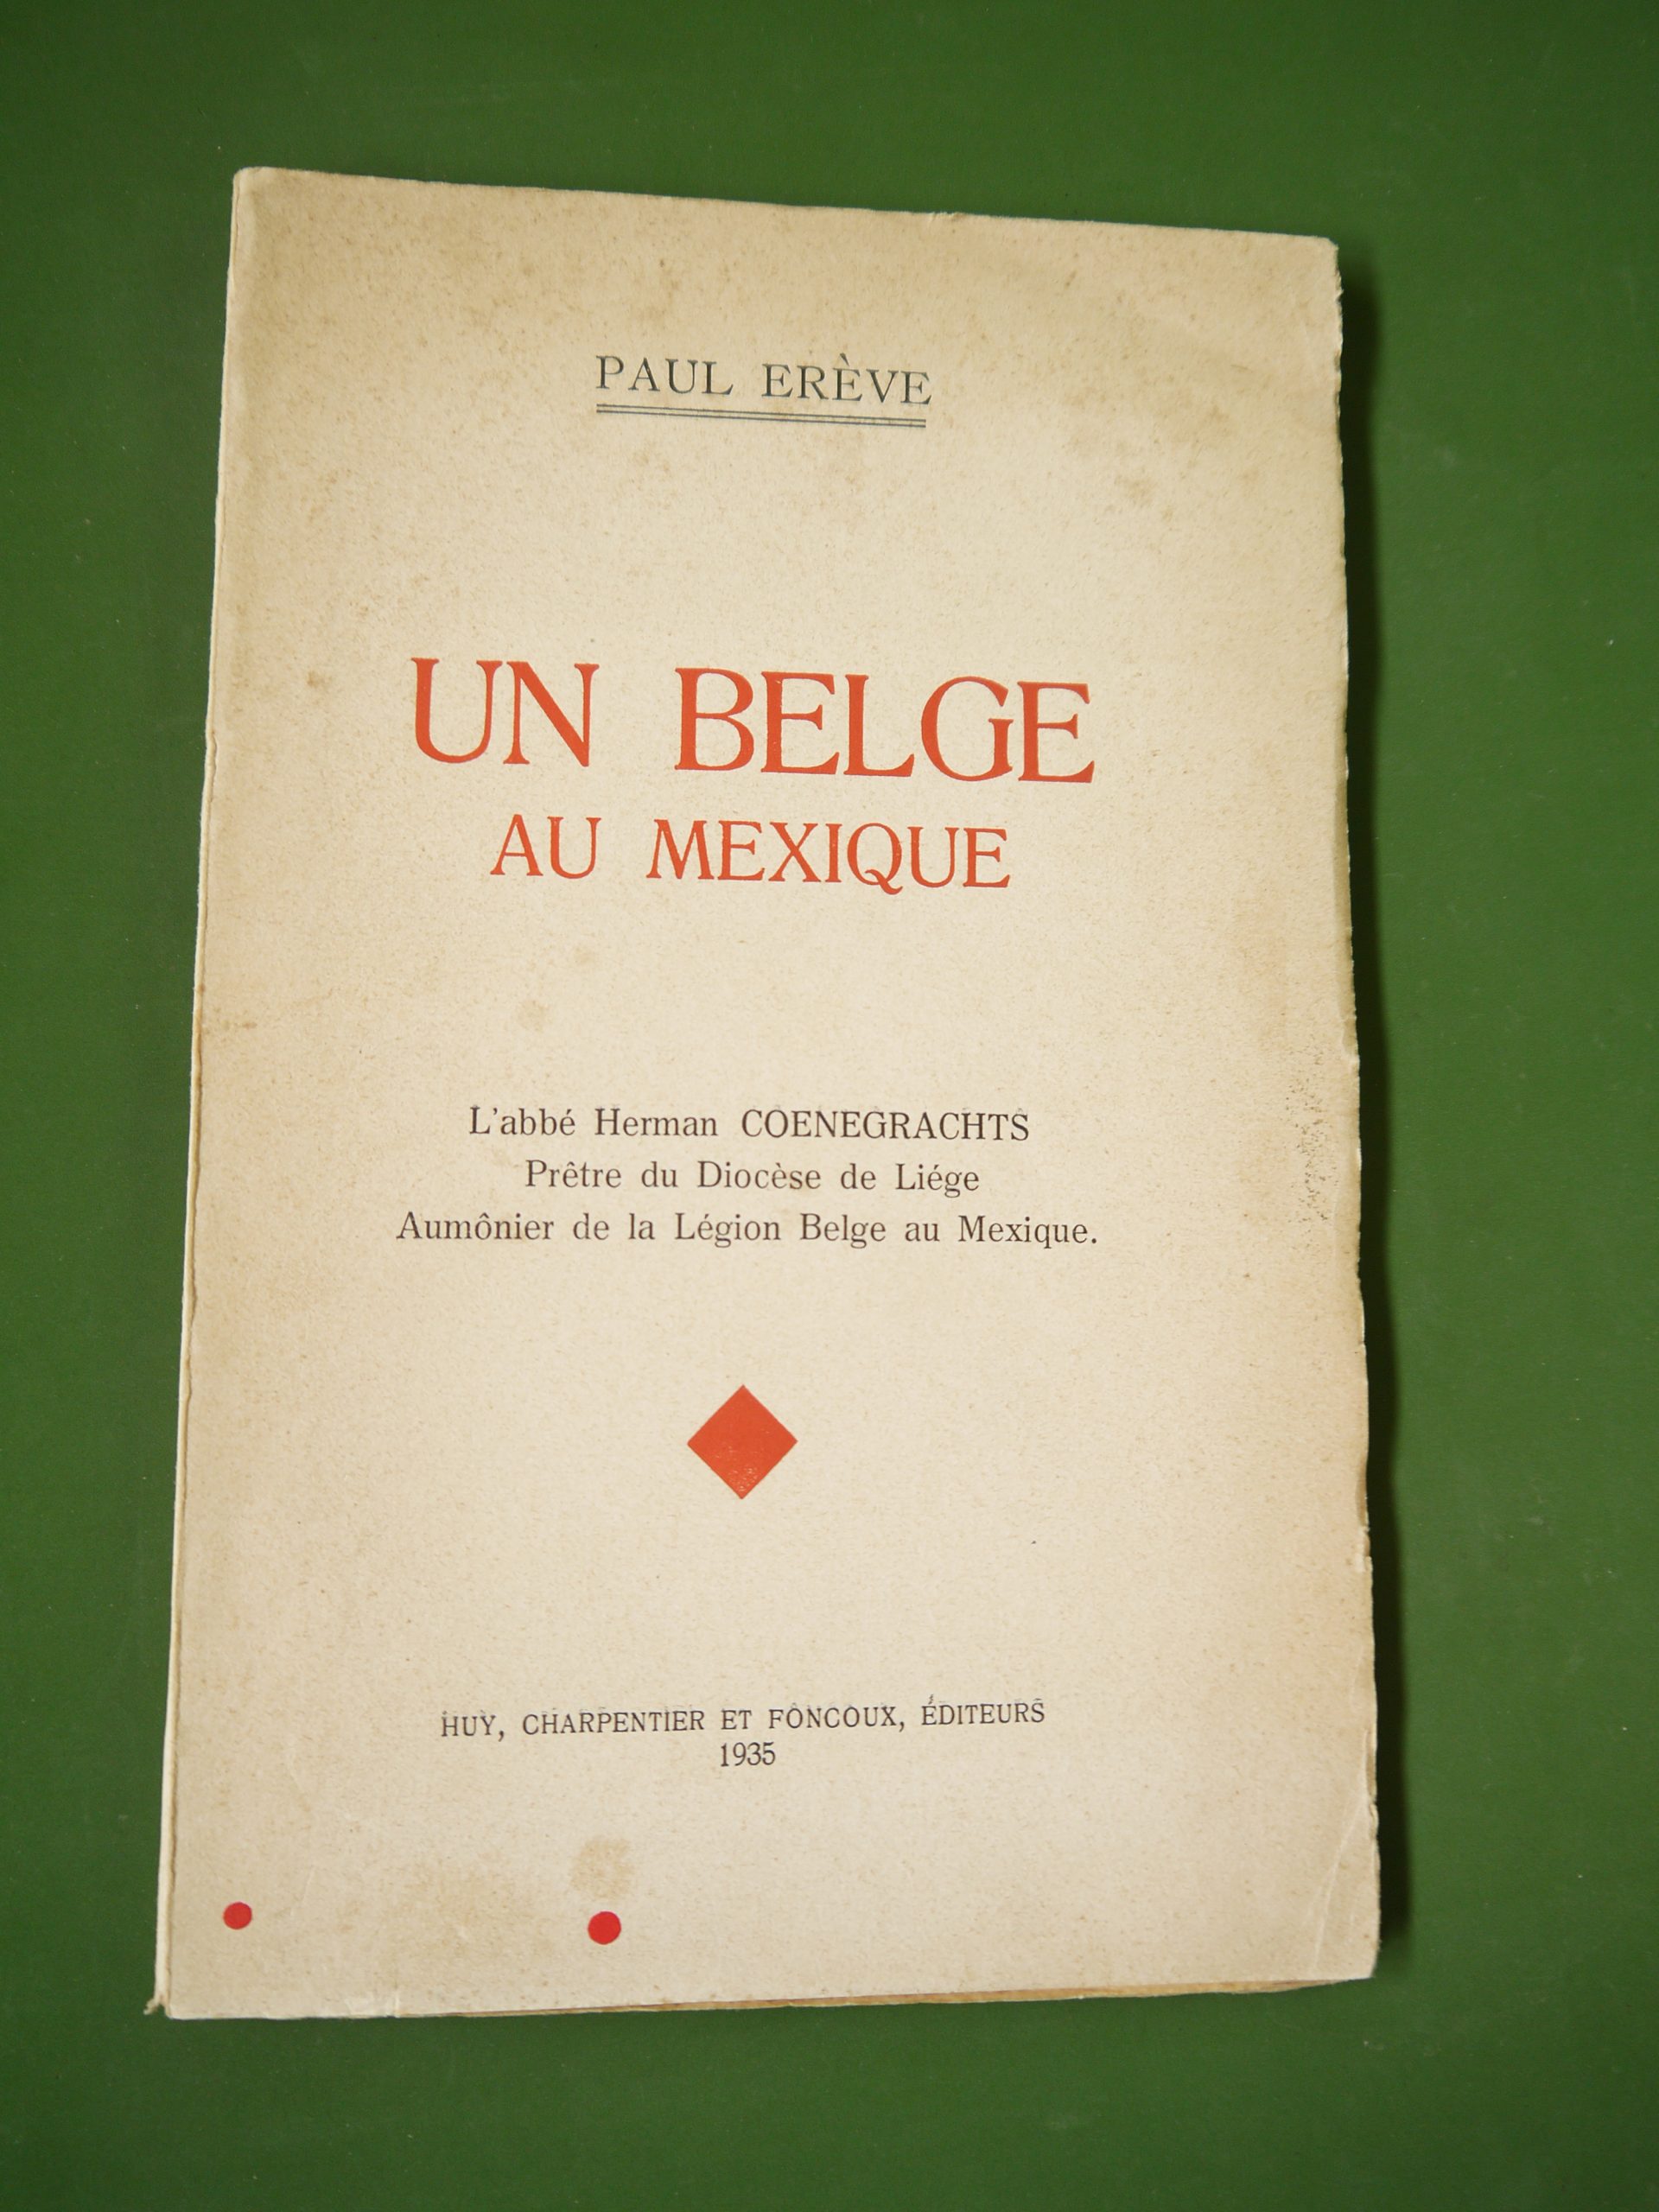 PAUL ERÈVE
UN BELGE
AU MEXIQUE
L'abbé Herman COENEGRACHTS
Prêtre du Diocèse de Liége
Aumônier de la Légion Belge au Mexique.
HUY, CHARPENTIER ET FONCOUX, ÉDITEURS
1935